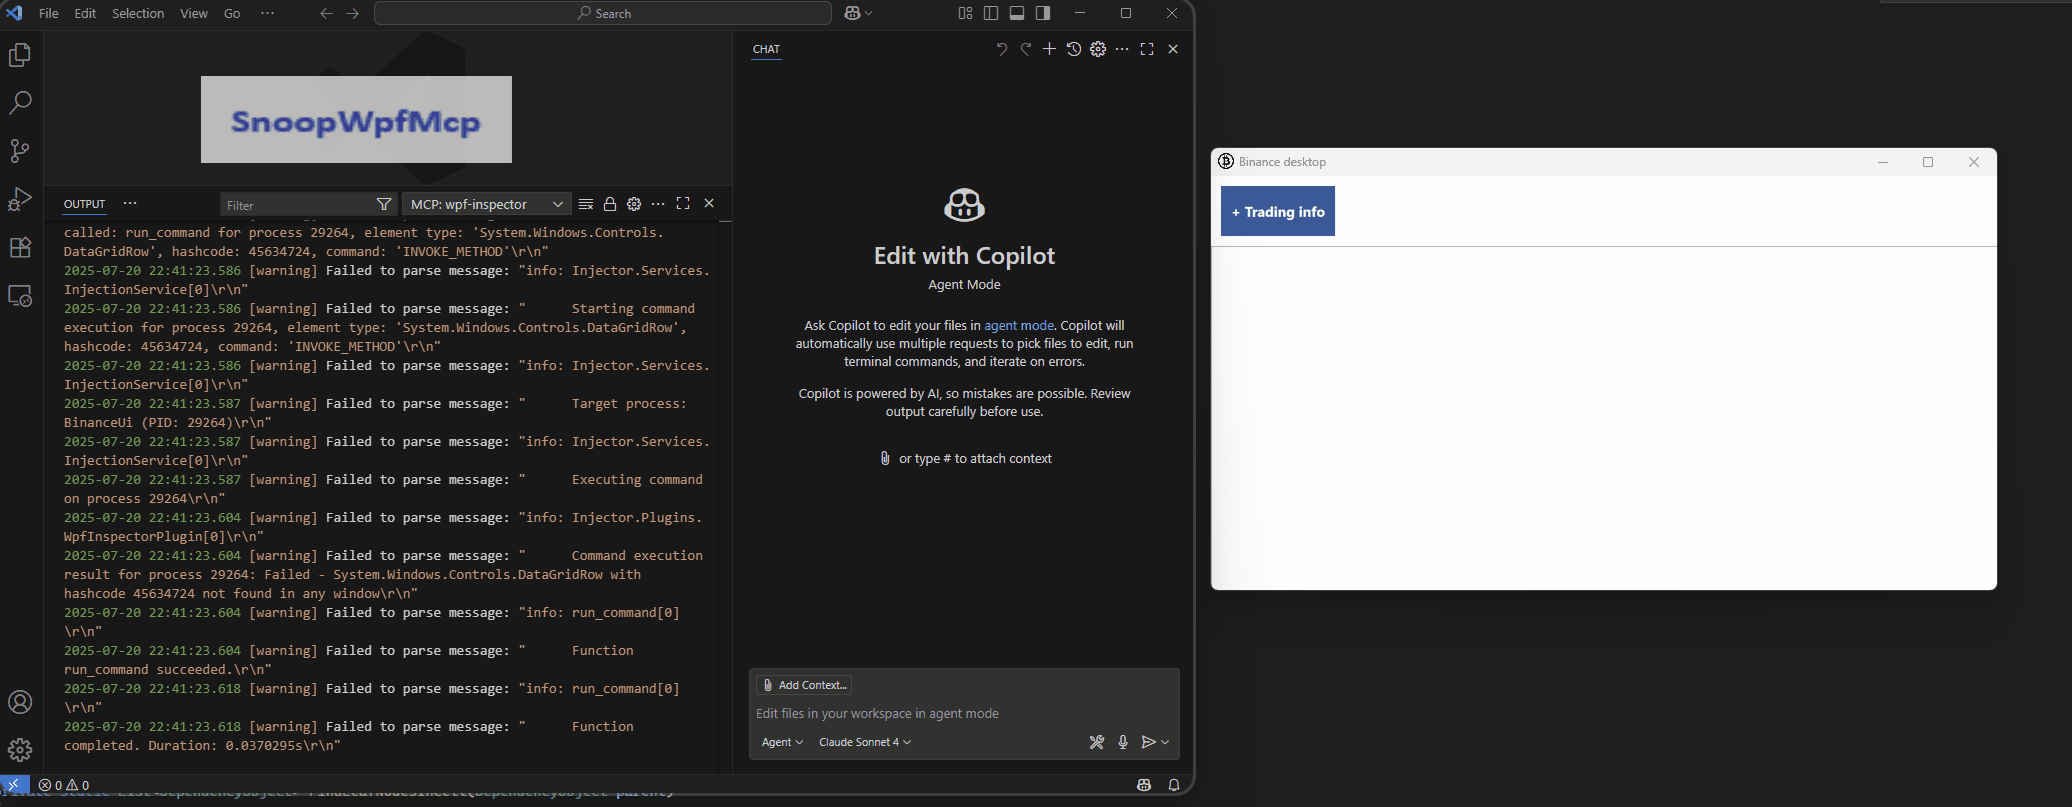 File Edit Selection View Go ··· Search
SnoopWpfMcp
OUTPUT ··· Filter MCP: wpf-inspector
called: run_command for process 29264, element type: 'System.Windows.Controls.
DataGridRow', hashcode: 45634724, command: 'INVOKE_METHOD'\r\n"
2025-07-20 22:41:23.586 [warning] Failed to parse message: "info: Injector.Services.
InjectionService[0]\r\n"
2025-07-20 22:41:23.586 [warning] Failed to parse message: "      Starting command
execution for process 29264, element type: 'System.Windows.Controls.DataGridRow',
hashcode: 45634724, command: 'INVOKE_METHOD'\r\n"
2025-07-20 22:41:23.586 [warning] Failed to parse message: "info: Injector.Services.
InjectionService[0]\r\n"
2025-07-20 22:41:23.587 [warning] Failed to parse message: "      Target process:
BinanceUi (PID: 29264)\r\n"
2025-07-20 22:41:23.587 [warning] Failed to parse message: "info: Injector.Services.
InjectionService[0]\r\n"
2025-07-20 22:41:23.587 [warning] Failed to parse message: "      Executing command
on process 29264\r\n"
2025-07-20 22:41:23.604 [warning] Failed to parse message: "info: Injector.Plugins.
WpfInspectorPlugin[0]\r\n"
2025-07-20 22:41:23.604 [warning] Failed to parse message: "      Command execution
result for process 29264: Failed - System.Windows.Controls.DataGridRow with
hashcode 45634724 not found in any window\r\n"
2025-07-20 22:41:23.604 [warning] Failed to parse message: "info: run_command[0]
\r\n"
2025-07-20 22:41:23.604 [warning] Failed to parse message: "      Function
run_command succeeded.\r\n"
2025-07-20 22:41:23.618 [warning] Failed to parse message: "info: run_command[0]
\r\n"
2025-07-20 22:41:23.618 [warning] Failed to parse message: "      Function
completed. Duration: 0.0370295s\r\n"
0 0
CHAT
Edit with Copilot
Agent Mode
Ask Copilot to edit your files in agent mode. Copilot will
automatically use multiple requests to pick files to edit, run
terminal commands, and iterate on errors.
Copilot is powered by AI, so mistakes are possible. Review
output carefully before use.
or type # to attach context
Add Context...
Edit files in your workspace in agent mode
Agent Claude Sonnet 4
Binance desktop
+ Trading info